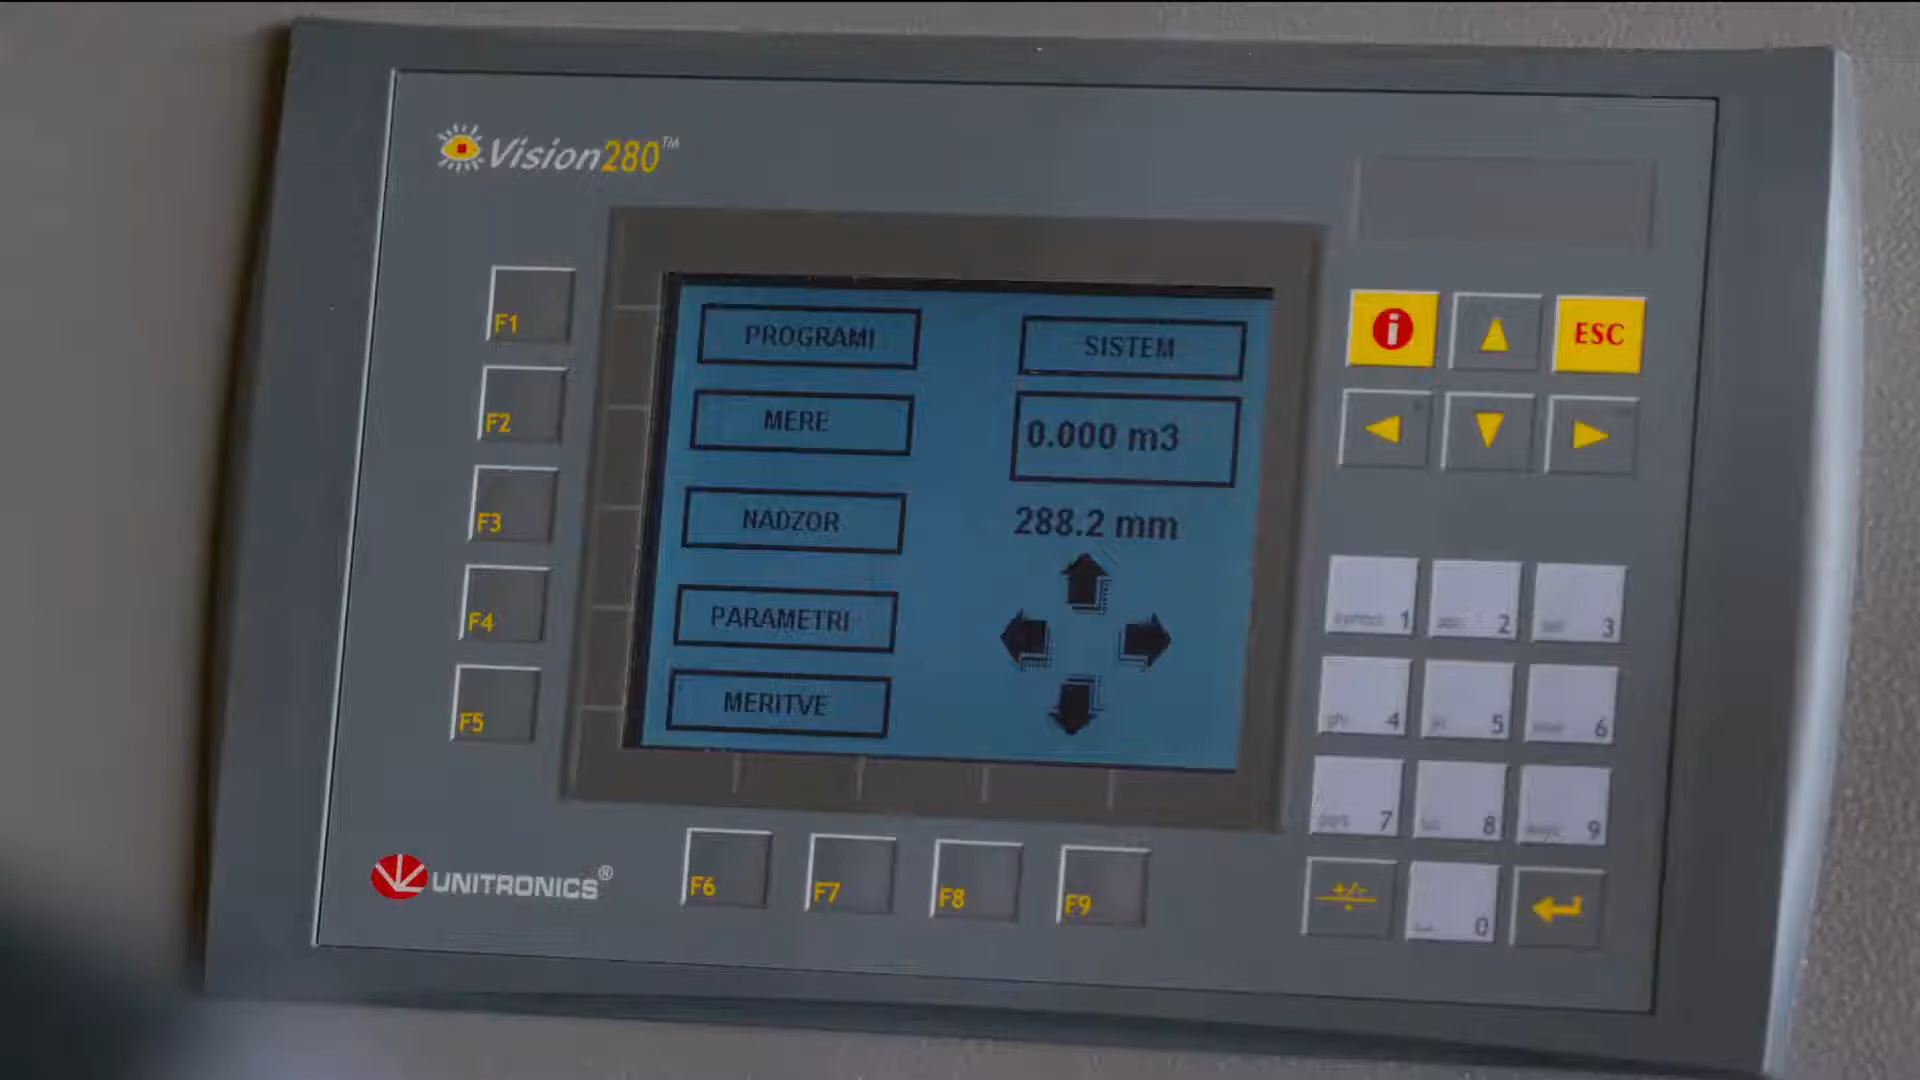 Vision280™
F1
F2
F3
F4
F5
PROGRAMI
MERE
NADZOR
PARAMETRI
MERITVE
SISTEM
0.000 m3
288.2 mm
i
ESC
1 2 3
4 5 6
7 8 9
+/-
0
UNITRONICS®
F6 F7 F8 F9